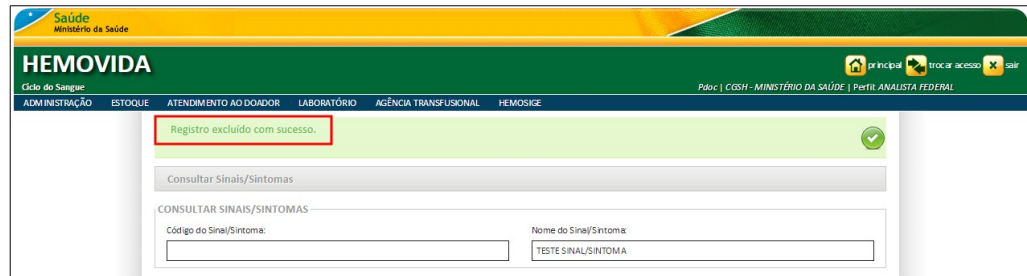 Saúde
Ministério da Saúde
HEMOVIDA
principal trocar acesso sair
Ciclo do Sangue
Pdoc | CGSH - MINISTÉRIO DA SAÚDE | Perfil: ANALISTA FEDERAL
ADMINISTRAÇÃO ESTOQUE ATENDIMENTO AO DOADOR LABORATÓRIO AGÊNCIA TRANSFUSIONAL HEMOSIGE
Registro excluído com sucesso.
Consultar Sinais/Sintomas
CONSULTAR SINAIS/SINTOMAS
Código do Sinal/Sintoma: Nome do Sinal/Sintoma:
TESTE SINAL/SINTOMA